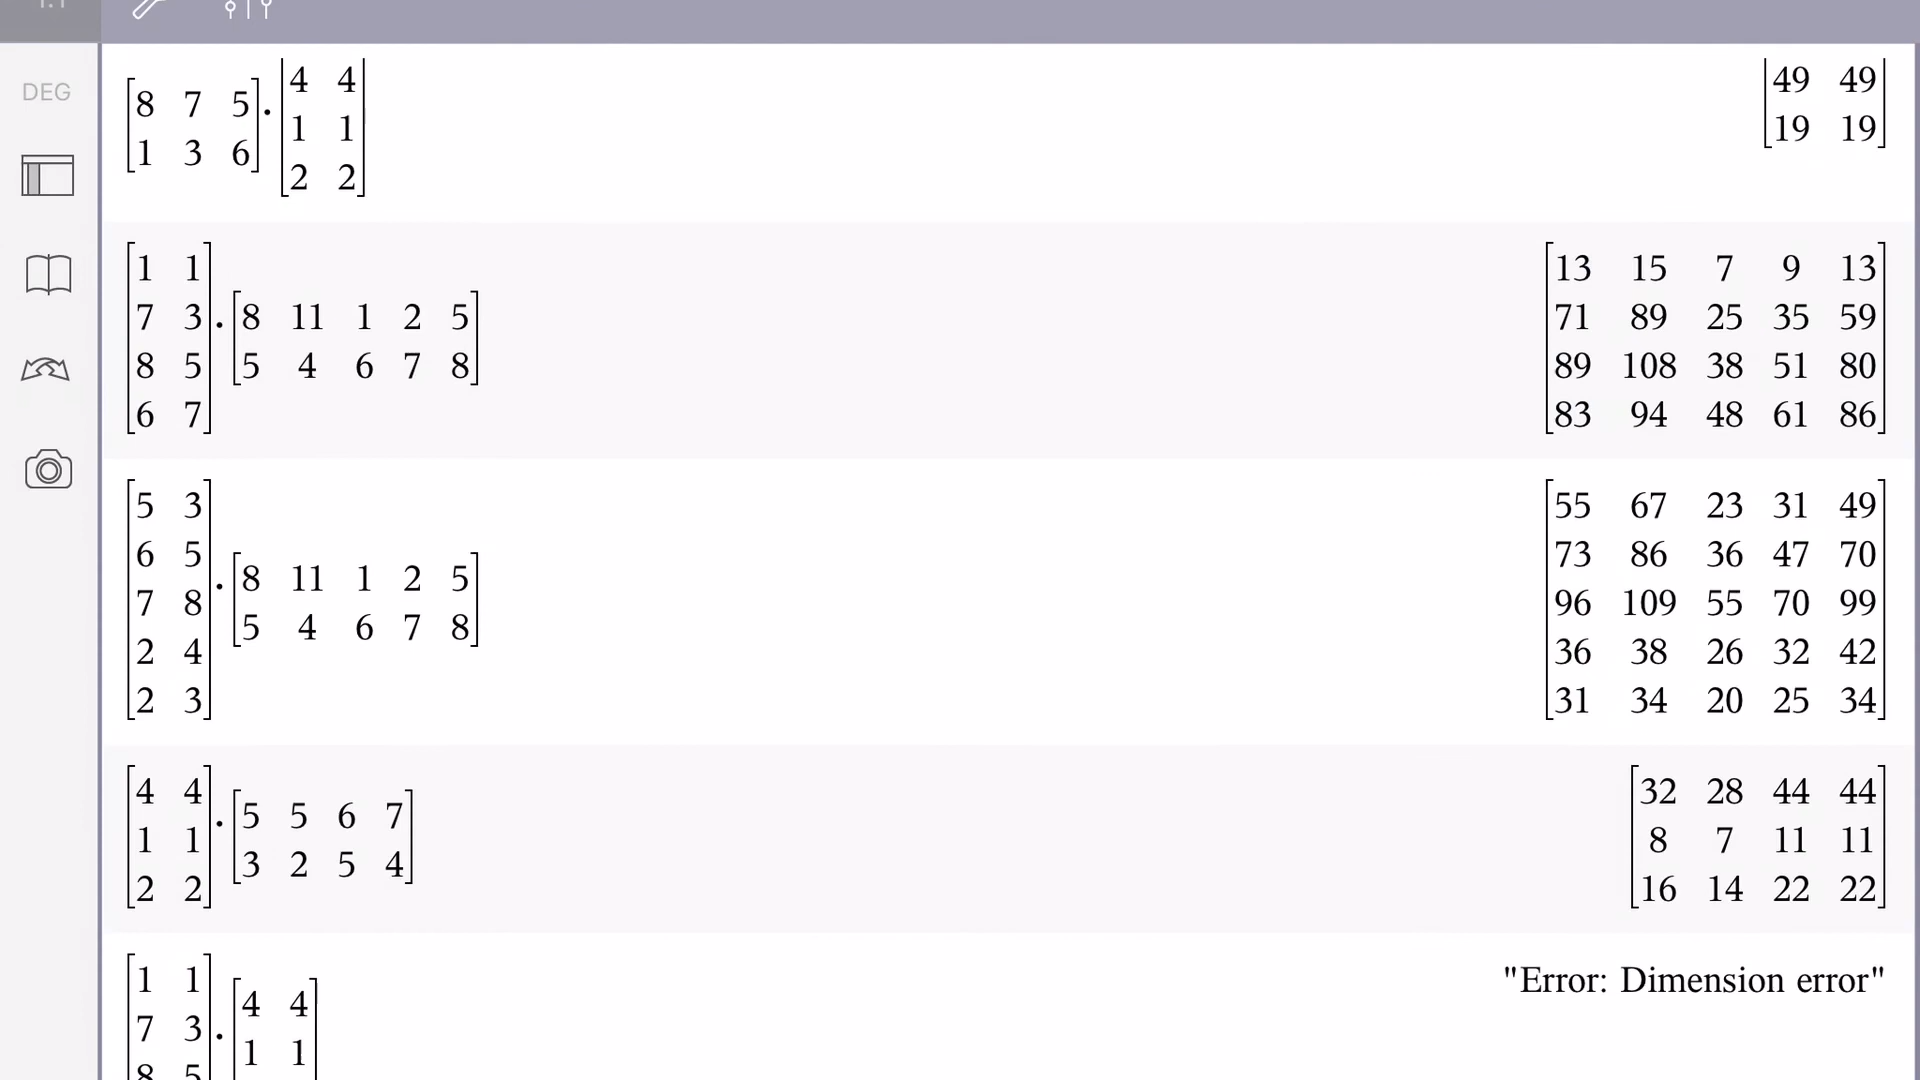 DEG
[8 7 5] . [4 4] [49 49]
[1 3 6] [1 1] [19 19]
[2 2]
[1 1] [13 15 7 9 13]
[7 3] . [8 11 1 2 5] [71 89 25 35 59]
[8 5] [5 4 6 7 8] [89 108 38 51 80]
[6 7] [83 94 48 61 86]
[5 3] [55 67 23 31 49]
[6 5] . [8 11 1 2 5] [73 86 36 47 70]
[7 8] [5 4 6 7 8] [96 109 55 70 99]
[2 4] [36 38 26 32 42]
[2 3] [31 34 20 25 34]
[4 4] . [5 5 6 7] [32 28 44 44]
[1 1] [3 2 5 4] [8 7 11 11]
[2 2] [16 14 22 22]
[1 1] . [4 4] "Error: Dimension error"
[7 3] [1 1]
[8 5]